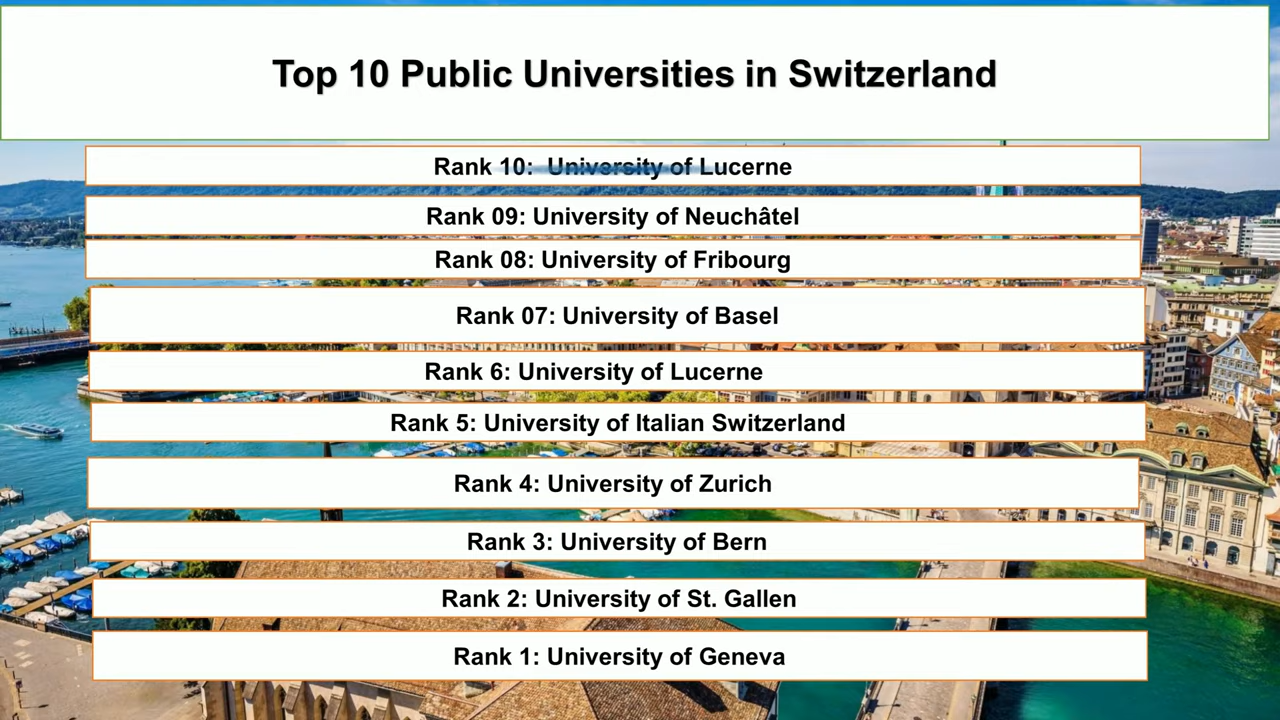 Top 10 Public Universities in Switzerland
Rank 10: University of Lucerne
Rank 09: University of Neuchâtel
Rank 08: University of Fribourg
Rank 07: University of Basel
Rank 6: University of Lucerne
Rank 5: University of Italian Switzerland
Rank 4: University of Zurich
Rank 3: University of Bern
Rank 2: University of St. Gallen
Rank 1: University of Geneva